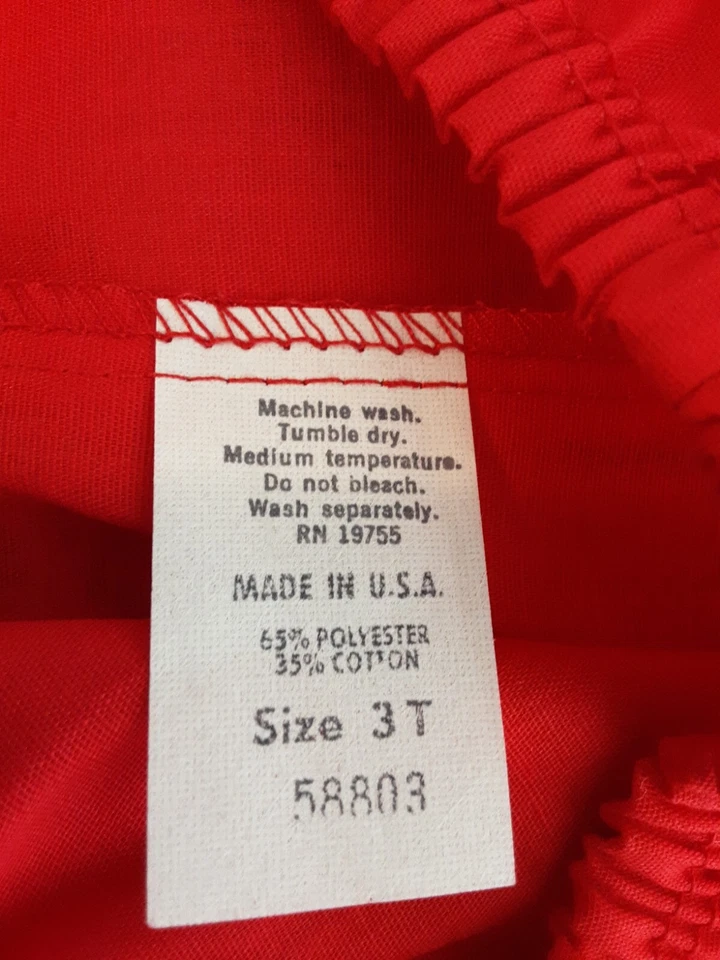 Machine wash.
Tumble dry.
Medium temperature.
Do not bleach.
Wash separately.
RN 19755
MADE IN U.S.A.
65% POLYESTER
35% COTTON
Size 3T
58803